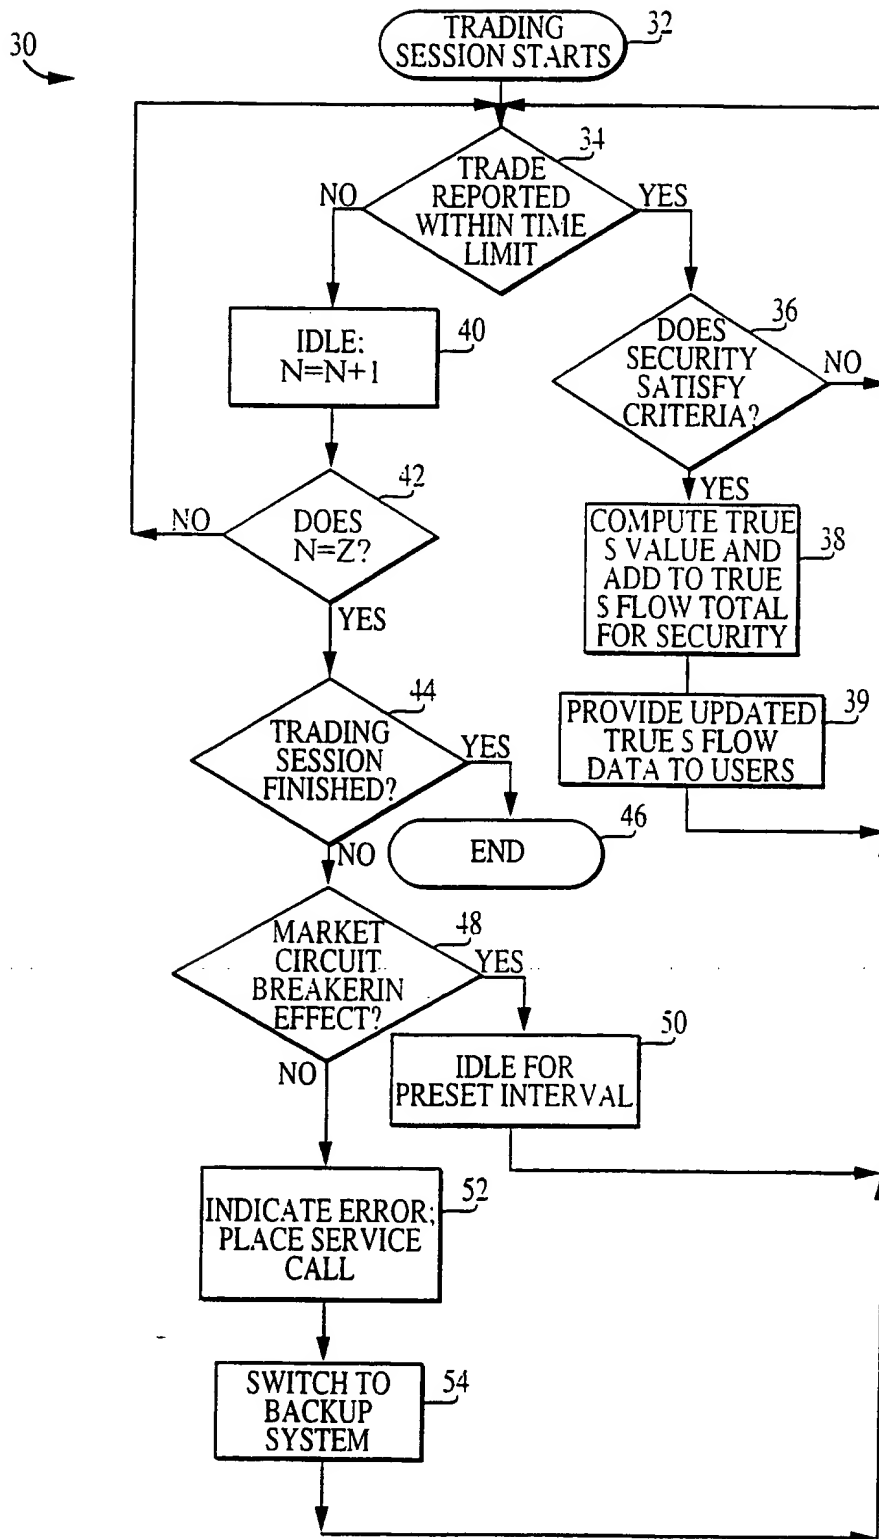 30
TRADING
SESSION STARTS
32
34
TRADE
REPORTED
WITHIN TIME
LIMIT
NO
YES
36
DOES
SECURITY
SATISFY
CRITERIA?
NO
YES
40
IDLE;
N=N+1
42
DOES
N=Z?
NO
YES
COMPUTE TRUE
$ VALUE AND
ADD TO TRUE
$ FLOW TOTAL
FOR SECURITY
38
PROVIDE UPDATED
TRUE $ FLOW
DATA TO USERS
39
44
TRADING
SESSION
FINISHED?
YES
NO
46
END
48
MARKET
CIRCUIT
BREAKERIN
EFFECT?
YES
NO
50
IDLE FOR
PRESET INTERVAL
52
INDICATE ERROR;
PLACE SERVICE
CALL
54
SWITCH TO
BACKUP
SYSTEM